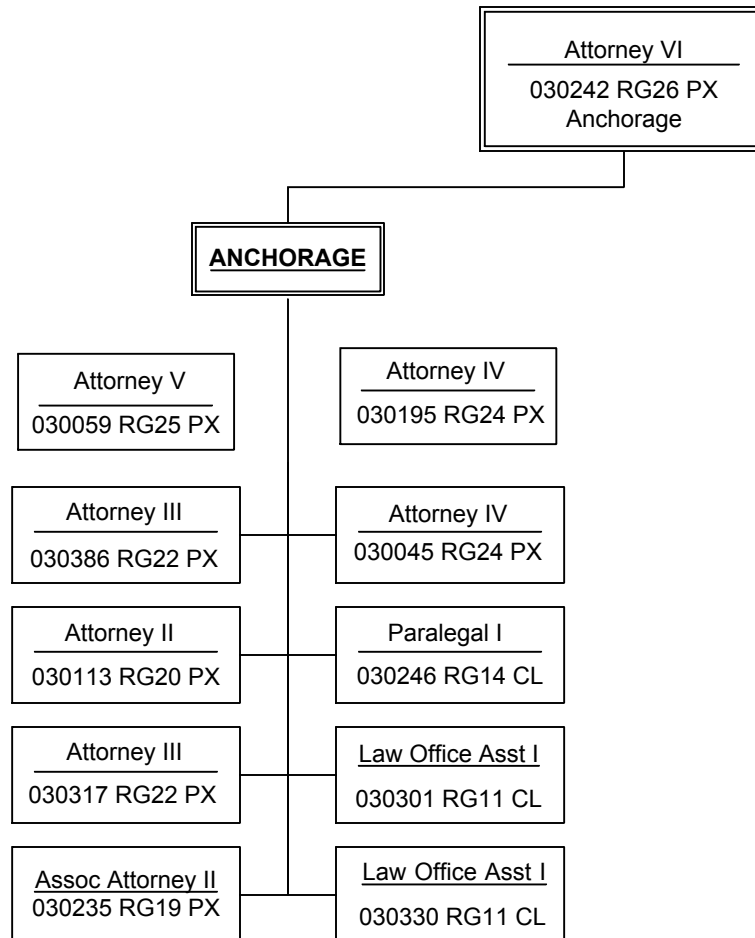 Attorney VI
030242 RG26 PX
Anchorage
ANCHORAGE
Attorney V
030059 RG25 PX
Attorney IV
030195 RG24 PX
Attorney III
030386 RG22 PX
Attorney IV
030045 RG24 PX
Attorney II
030113 RG20 PX
Paralegal I
030246 RG14 CL
Attorney III
030317 RG22 PX
Law Office Asst I
030301 RG11 CL
Assoc Attorney II
030235 RG19 PX
Law Office Asst I
030330 RG11 CL